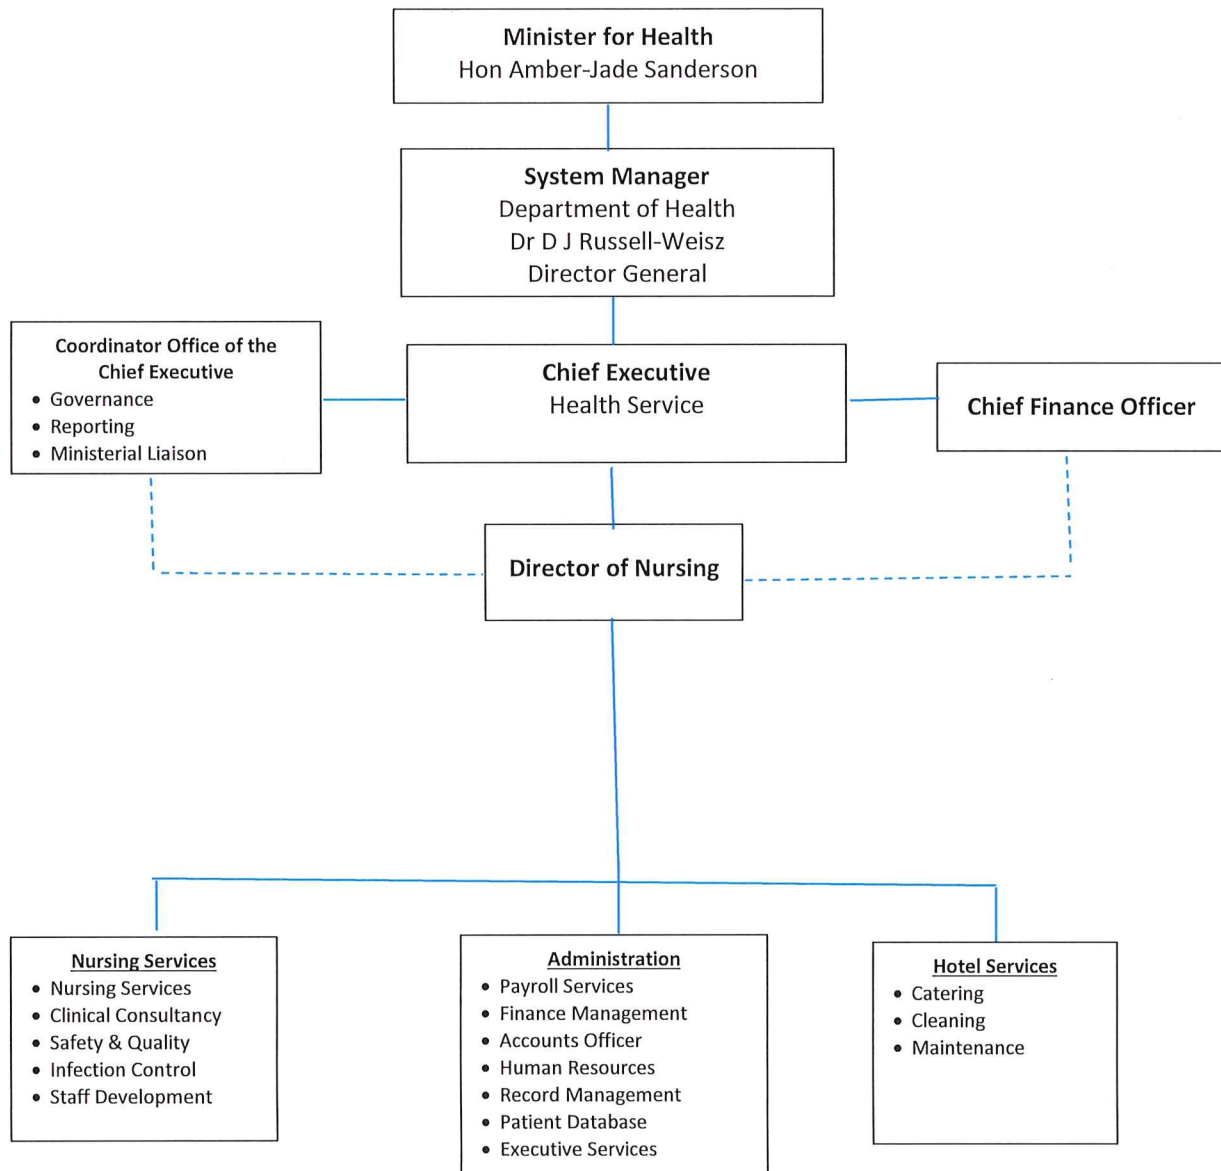 Minister for Health
Hon Amber-Jade Sanderson
System Manager
Department of Health
Dr D J Russell-Weisz
Director General
Coordinator Office of the
Chief Executive
• Governance
• Reporting
• Ministerial Liaison
Chief Executive
Health Service
Chief Finance Officer
Director of Nursing
Nursing Services
• Nursing Services
• Clinical Consultancy
• Safety & Quality
• Infection Control
• Staff Development
Administration
• Payroll Services
• Finance Management
• Accounts Officer
• Human Resources
• Record Management
• Patient Database
• Executive Services
Hotel Services
• Catering
• Cleaning
• Maintenance